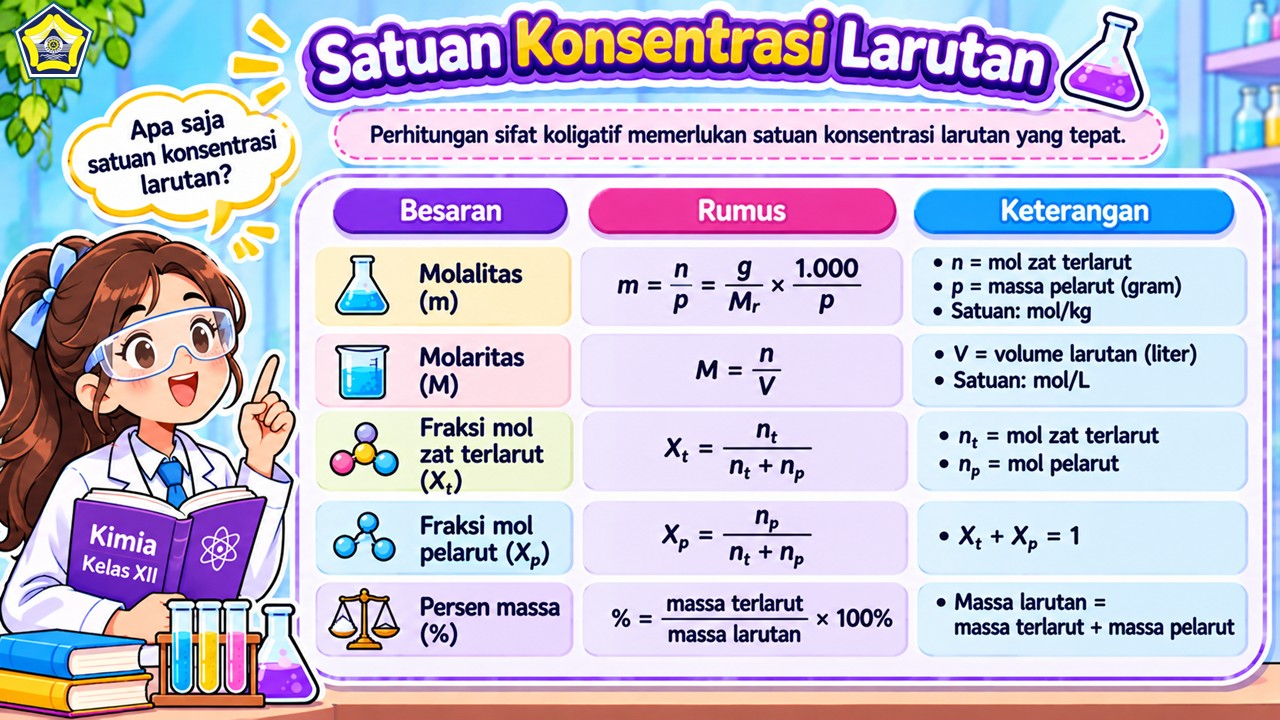 Satuan Konsentrasi Larutan
Apa saja
satuan konsentrasi
larutan?
Perhitungan sifat koligatif memerlukan satuan konsentrasi larutan yang tepat.
Besaran
Rumus
Keterangan
Molalitas
(m)
m = n/p = g/Mᵣ × 1.000/p
• n = mol zat terlarut
• p = massa pelarut (gram)
• Satuan: mol/kg
Molaritas
(M)
M = n/V
• V = volume larutan (liter)
• Satuan: mol/L
Fraksi mol
zat terlarut
(Xₜ)
Xₜ = nₜ/(nₜ + nₚ)
• nₜ = mol zat terlarut
• nₚ = mol pelarut
Fraksi mol
pelarut (Xₚ)
Xₚ = nₚ/(nₜ + nₚ)
• Xₜ + Xₚ = 1
Persen massa
(%)
% = massa terlarut/massa larutan × 100%
• Massa larutan =
massa terlarut + massa pelarut
Kimia
Kelas XII